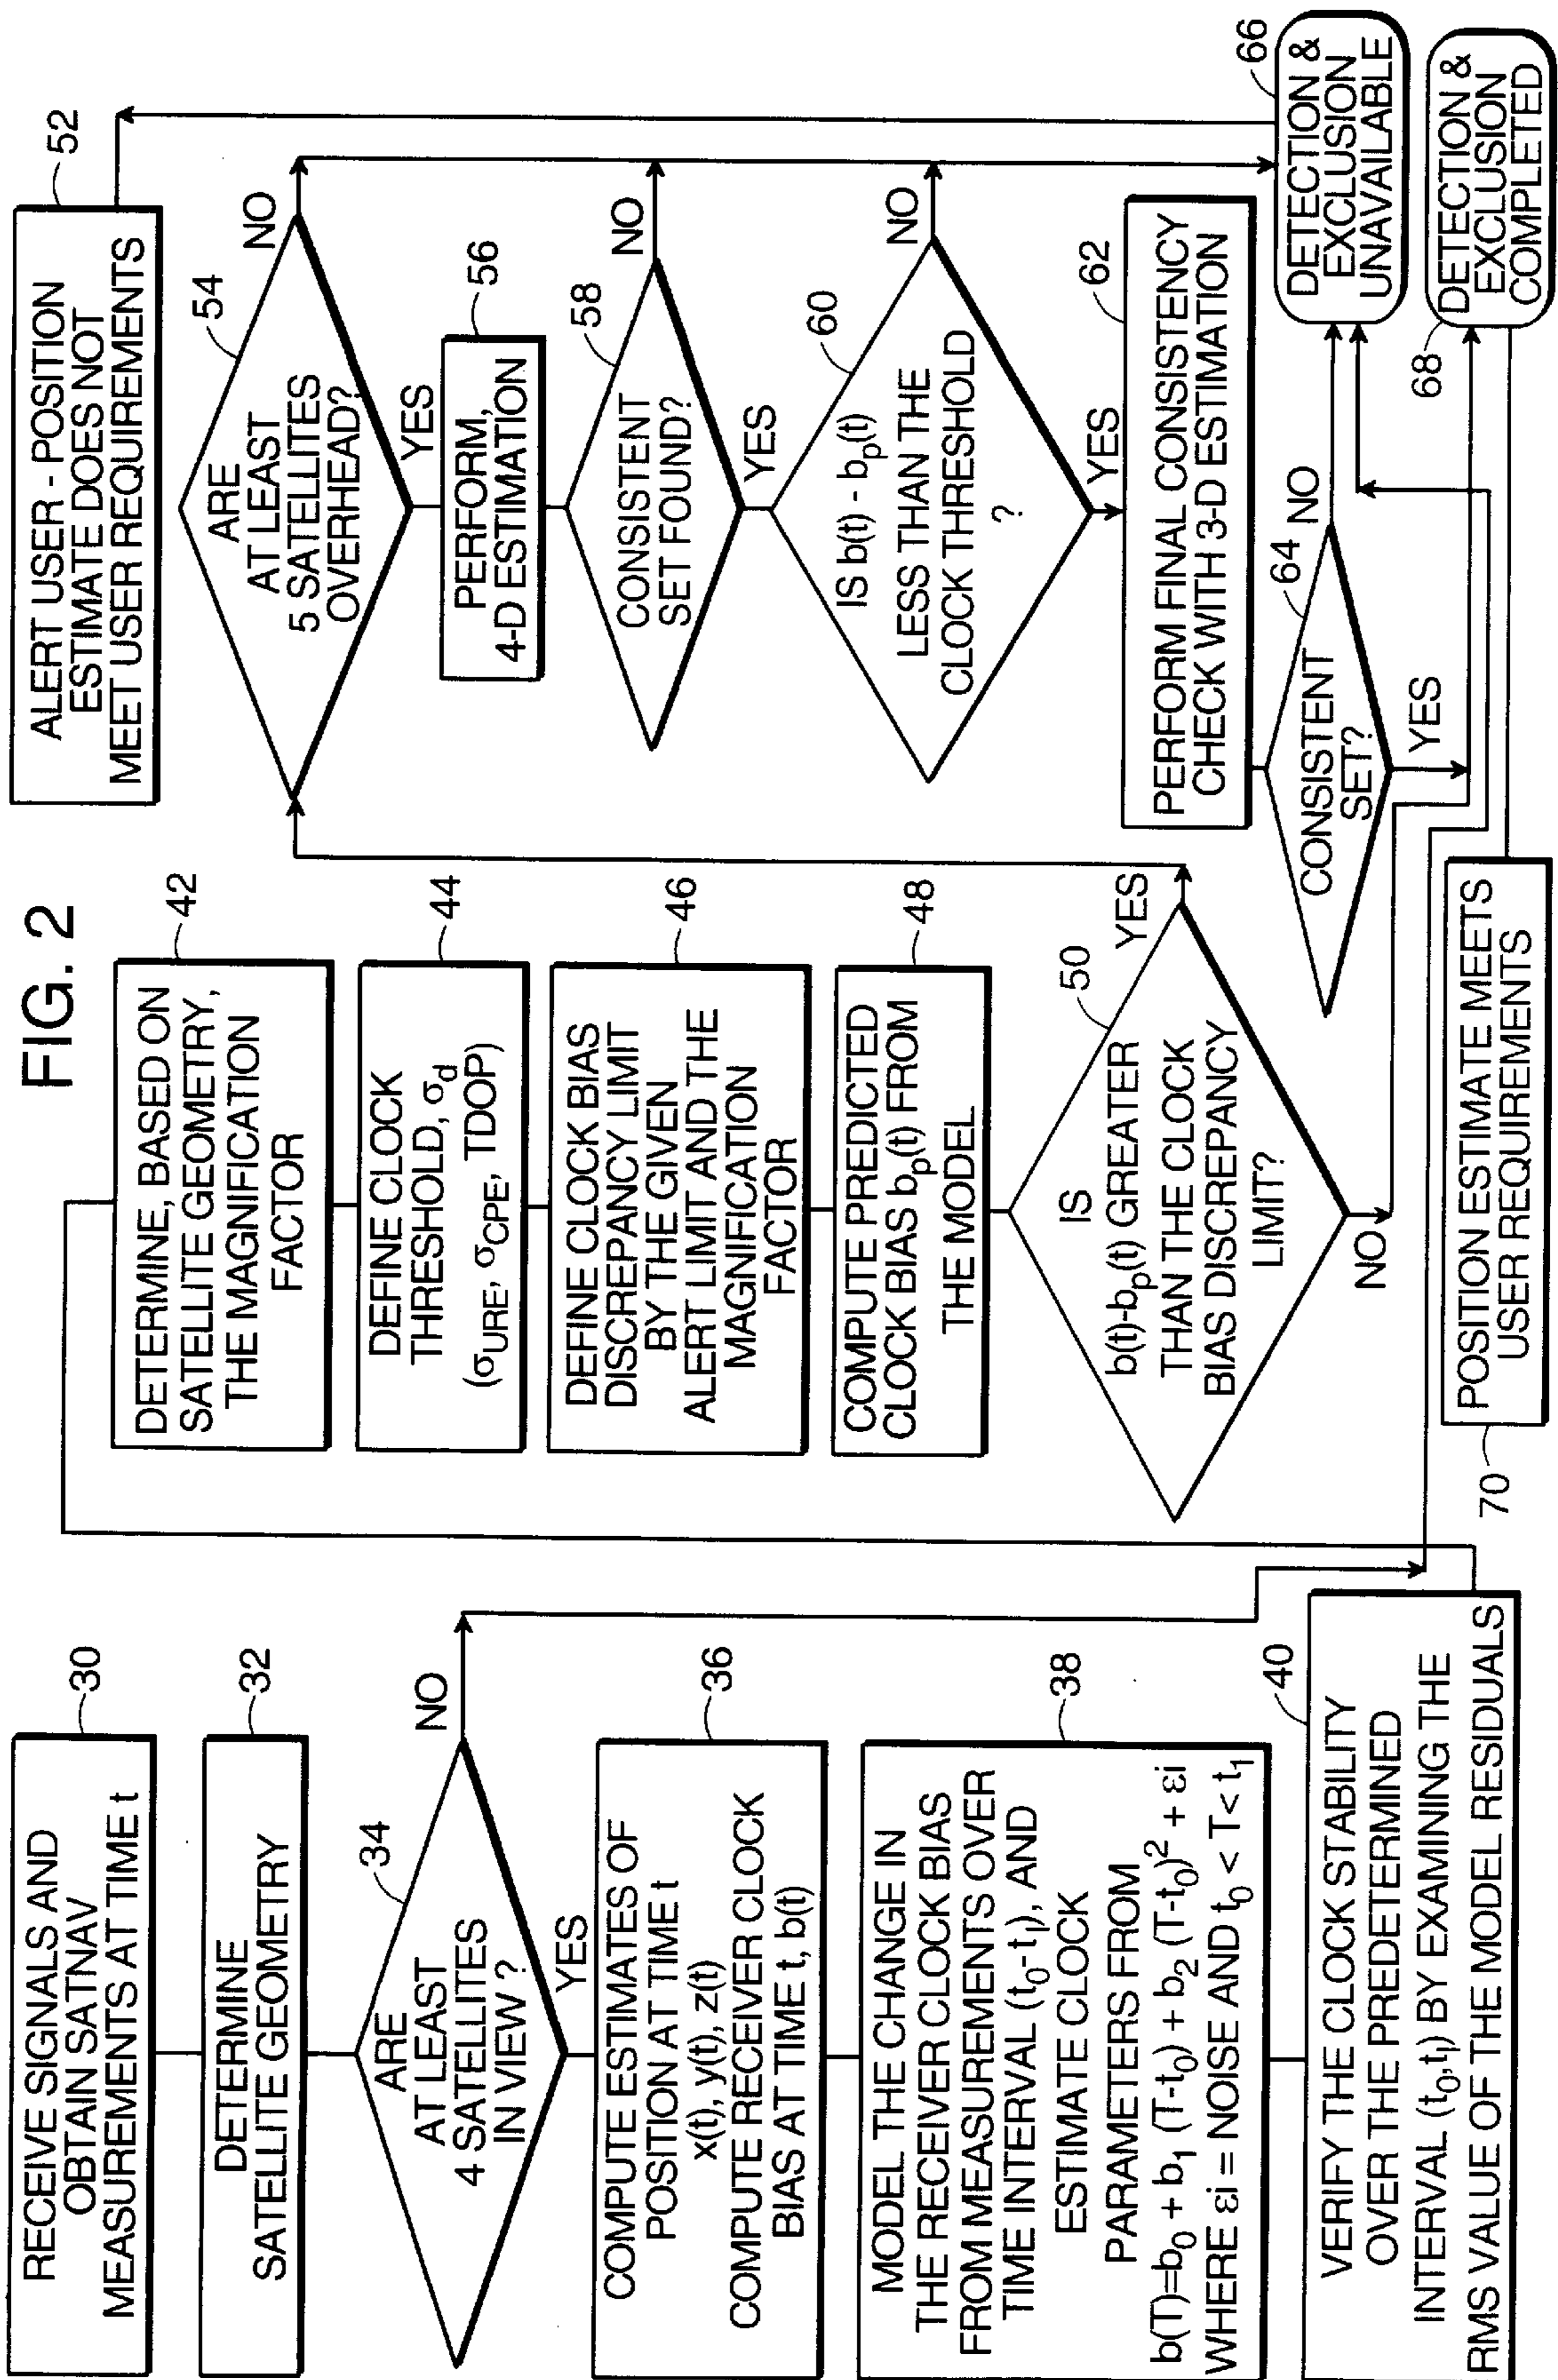 FIG. 2
RECEIVE SIGNALS AND
OBTAIN SATNAV
MEASUREMENTS AT TIME t
30
DETERMINE
SATELLITE GEOMETRY
32
ARE
AT LEAST
4 SATELLITES
IN VIEW ?
34
NO
YES
COMPUTE ESTIMATES OF
POSITION AT TIME t
x(t), y(t), z(t)
COMPUTE RECEIVER CLOCK
BIAS AT TIME t, b(t)
36
MODEL THE CHANGE IN
THE RECEIVER CLOCK BIAS
FROM MEASUREMENTS OVER
TIME INTERVAL (t₀-tₗ), AND
ESTIMATE CLOCK
PARAMETERS FROM
b(T)=b₀ + b₁ (T-t₀) + b₂ (T-t₀)² + εi
WHERE εi = NOISE AND t₀ < T< t₁
38
VERIFY THE CLOCK STABILITY
OVER THE PREDETERMINED
INTERVAL (t₀,tₗ) BY EXAMINING THE
RMS VALUE OF THE MODEL RESIDUALS
40
DETERMINE, BASED ON
SATELLITE GEOMETRY,
THE MAGNIFICATION
FACTOR
42
DEFINE CLOCK
THRESHOLD, σd
(σURE, σCPE, TDOP)
44
DEFINE CLOCK BIAS
DISCREPANCY LIMIT
BY THE GIVEN
ALERT LIMIT AND THE
MAGNIFICATION
FACTOR
46
COMPUTE PREDICTED
CLOCK BIAS bₚ(t) FROM
THE MODEL
48
IS
b(t)-bₚ(t) GREATER
THAN THE CLOCK
BIAS DISCREPANCY
LIMIT?
50
YES
NO
ALERT USER - POSITION
ESTIMATE DOES NOT
MEET USER REQUIREMENTS
52
ARE
AT LEAST
5 SATELLITES
OVERHEAD?
54
NO
YES
PERFORM,
4-D ESTIMATION
56
CONSISTENT
SET FOUND?
58
NO
YES
IS b(t) - bₚ(t)
LESS THAN THE
CLOCK THRESHOLD
?
60
NO
YES
PERFORM FINAL CONSISTENCY
CHECK WITH 3-D ESTIMATION
62
CONSISTENT
SET?
64
NO
YES
DETECTION &
EXCLUSION
UNAVAILABLE
66
DETECTION &
EXCLUSION
COMPLETED
68
POSITION ESTIMATE MEETS
USER REQUIREMENTS
70